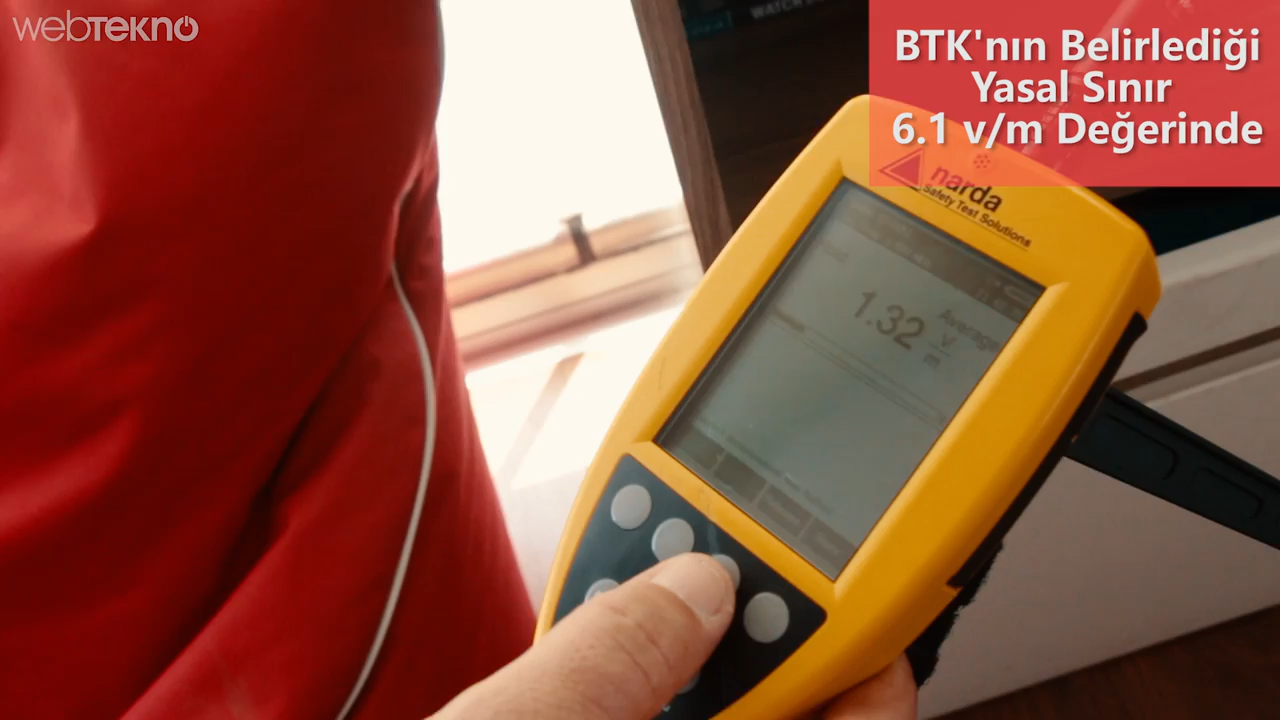 webTEKNO
BTK'nın Belirlediği
Yasal Sınır
6.1 v/m Değerinde
narda
Safety Test Solutions
Average
1.32 V
m